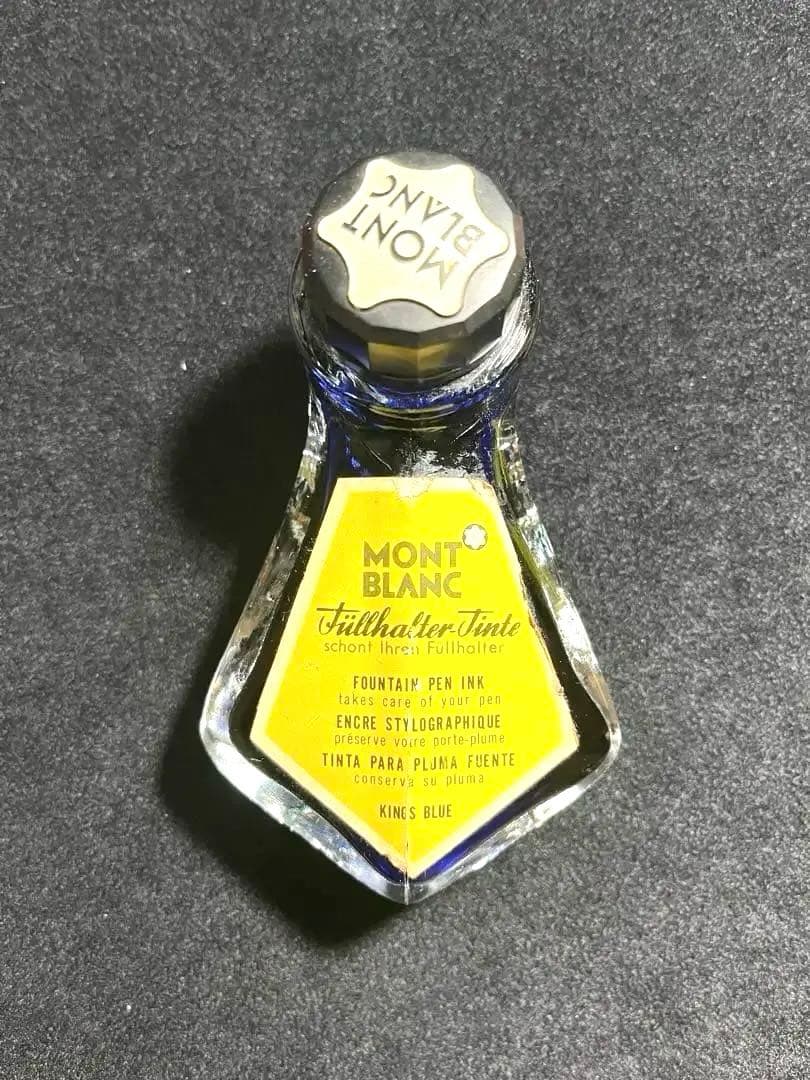 MONT
BLANC
MONT
BLANC
Füllhalter-Tinte
schont Ihren Füllhalter
FOUNTAIN PEN INK
takes care of your pen
ENCRE STYLOGRAPHIQUE
préserve votre porte-plume
TINTA PARA PLUMA FUENTE
conserva su pluma
KINGS BLUE